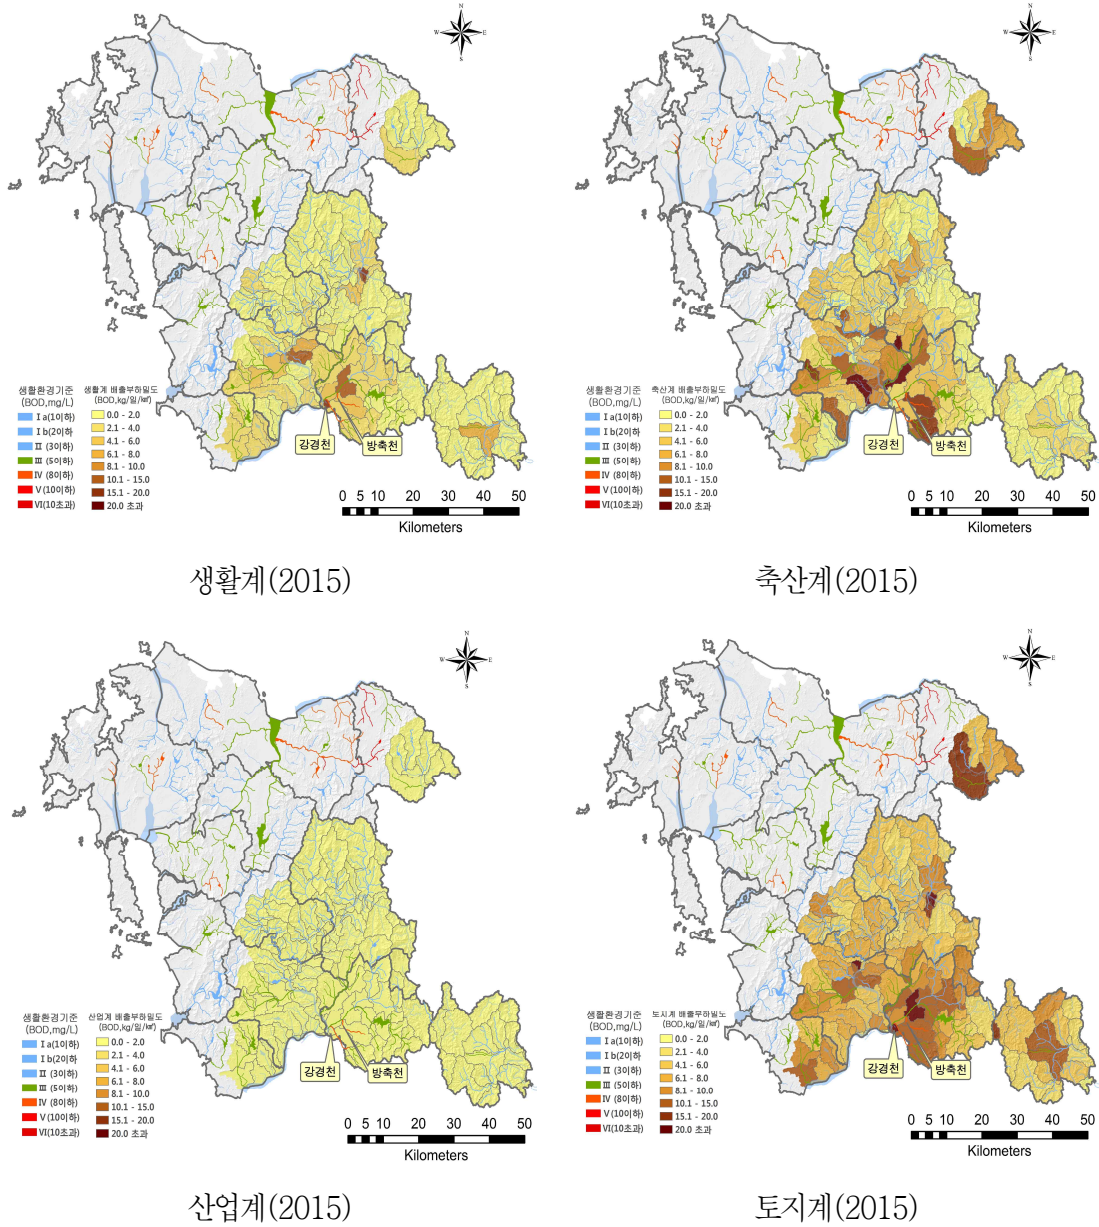 N
W
E
S
생활환경기준
(BOD,mg/L)
Ⅰa(1이하)
Ⅰb(2이하
Ⅱ (3이하)
Ⅲ (5이하)
Ⅳ (8이하)
Ⅴ (10이하)
Ⅵ(10초과)
생활계 배출부하밀도
(BOD,kg/일/㎢)
0.0 - 2.0
2.1 - 4.0
4.1 - 6.0
6.1 - 8.0
8.1 - 10.0
10.1 - 15.0
15.1 - 20.0
20.0 초과
강경천
방축천
0 5 10 20 30 40 50
Kilometers
생활계(2015)
N
W
E
S
생활환경기준
(BOD,mg/L)
Ⅰa(1이하)
Ⅰb(2이하
Ⅱ (3이하)
Ⅲ (5이하)
Ⅳ (8이하)
Ⅴ (10이하)
Ⅵ(10초과)
축산계 배출부하밀도
(BOD,kg/일/㎢)
0.0 - 2.0
2.1 - 4.0
4.1 - 6.0
6.1 - 8.0
8.1 - 10.0
10.1 - 15.0
15.1 - 20.0
20.0 초과
강경천
방축천
0 5 10 20 30 40 50
Kilometers
축산계(2015)
N
W
E
S
생활환경기준
(BOD,mg/L)
Ⅰa(1이하)
Ⅰb(2이하
Ⅱ (3이하)
Ⅲ (5이하)
Ⅳ (8이하)
Ⅴ (10이하)
Ⅵ(10초과)
산업계 배출부하밀도
(BOD,kg/일/㎢)
0.0 - 2.0
2.1 - 4.0
4.1 - 6.0
6.1 - 8.0
8.1 - 10.0
10.1 - 15.0
15.1 - 20.0
20.0 초과
강경천
방축천
0 5 10 20 30 40 50
Kilometers
산업계(2015)
N
W
E
S
생활환경기준
(BOD,mg/L)
Ⅰa(1이하)
Ⅰb(2이하
Ⅱ (3이하)
Ⅲ (5이하)
Ⅳ (8이하)
Ⅴ (10이하)
Ⅵ(10초과)
토지계 배출부하밀도
(BOD,kg/일/㎢)
0.0 - 2.0
2.1 - 4.0
4.1 - 6.0
6.1 - 8.0
8.1 - 10.0
10.1 - 15.0
15.1 - 20.0
20.0 초과
강경천
방축천
0 5 10 20 30 40 50
Kilometers
토지계(2015)